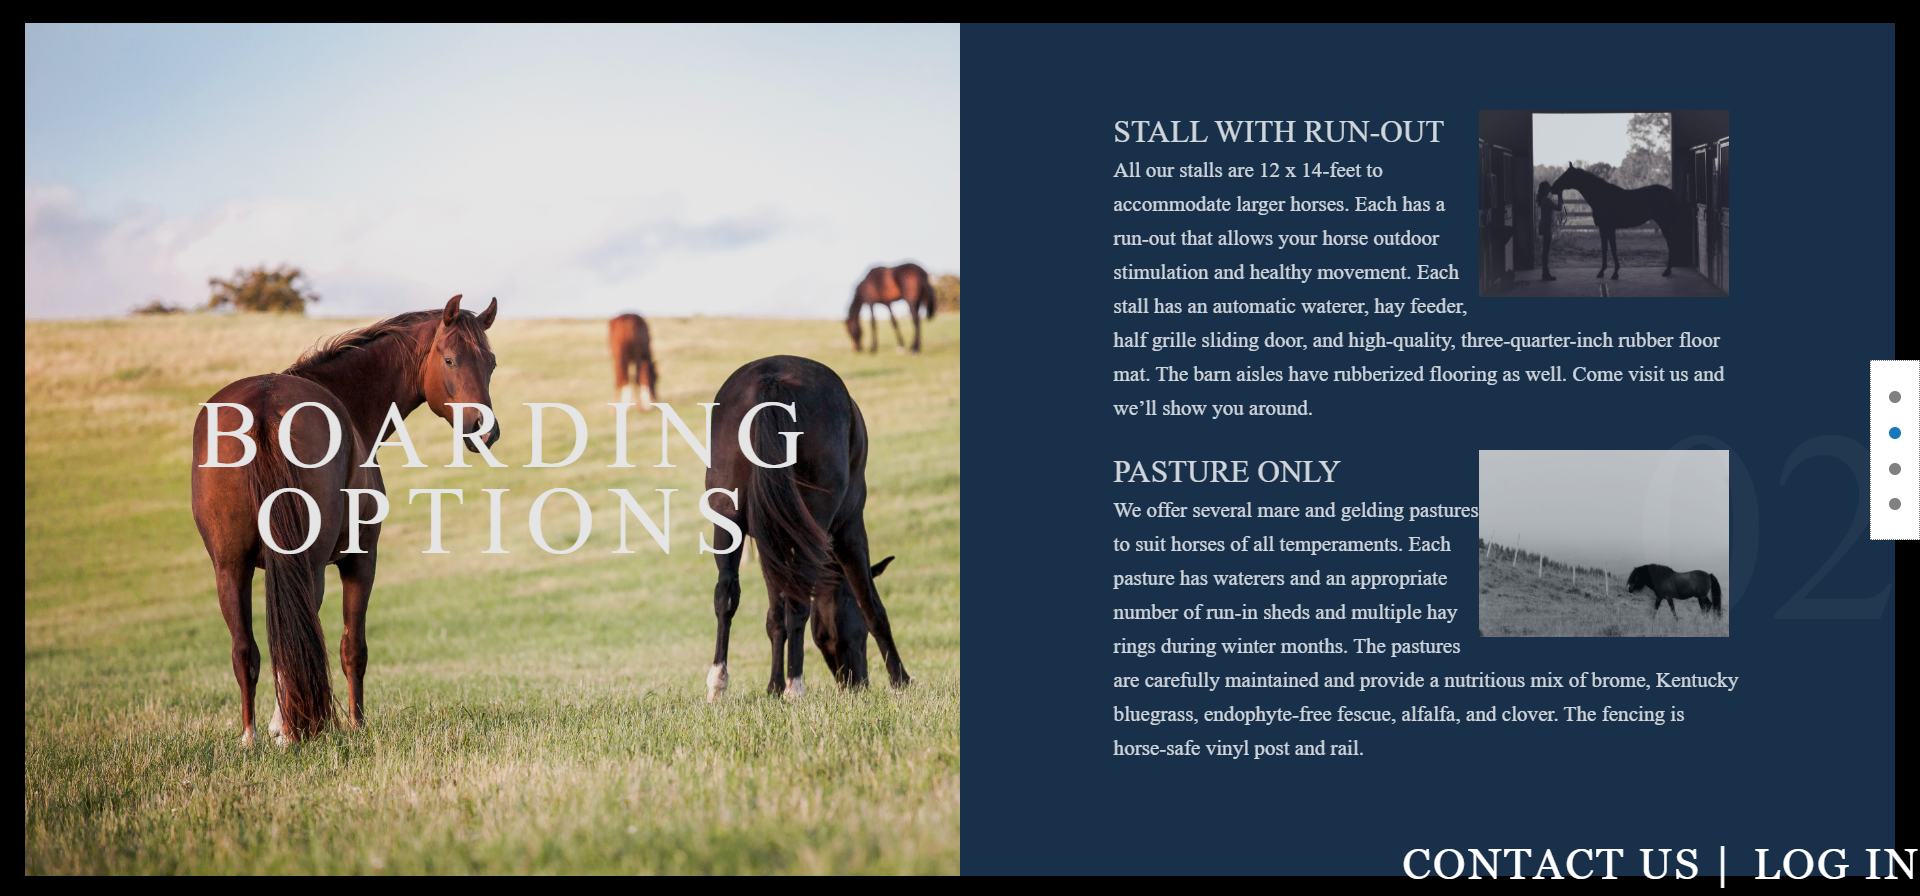 BOARDING
OPTIONS
STALL WITH RUN-OUT
All our stalls are 12 x 14-feet to
accommodate larger horses. Each has a
run-out that allows your horse outdoor
stimulation and healthy movement. Each
stall has an automatic waterer, hay feeder,
half grille sliding door, and high-quality, three-quarter-inch rubber floor
mat. The barn aisles have rubberized flooring as well. Come visit us and
we’ll show you around.
PASTURE ONLY
We offer several mare and gelding pastures
to suit horses of all temperaments. Each
pasture has waterers and an appropriate
number of run-in sheds and multiple hay
rings during winter months. The pastures
are carefully maintained and provide a nutritious mix of brome, Kentucky
bluegrass, endophyte-free fescue, alfalfa, and clover. The fencing is
horse-safe vinyl post and rail.
02
CONTACT US | LOG IN